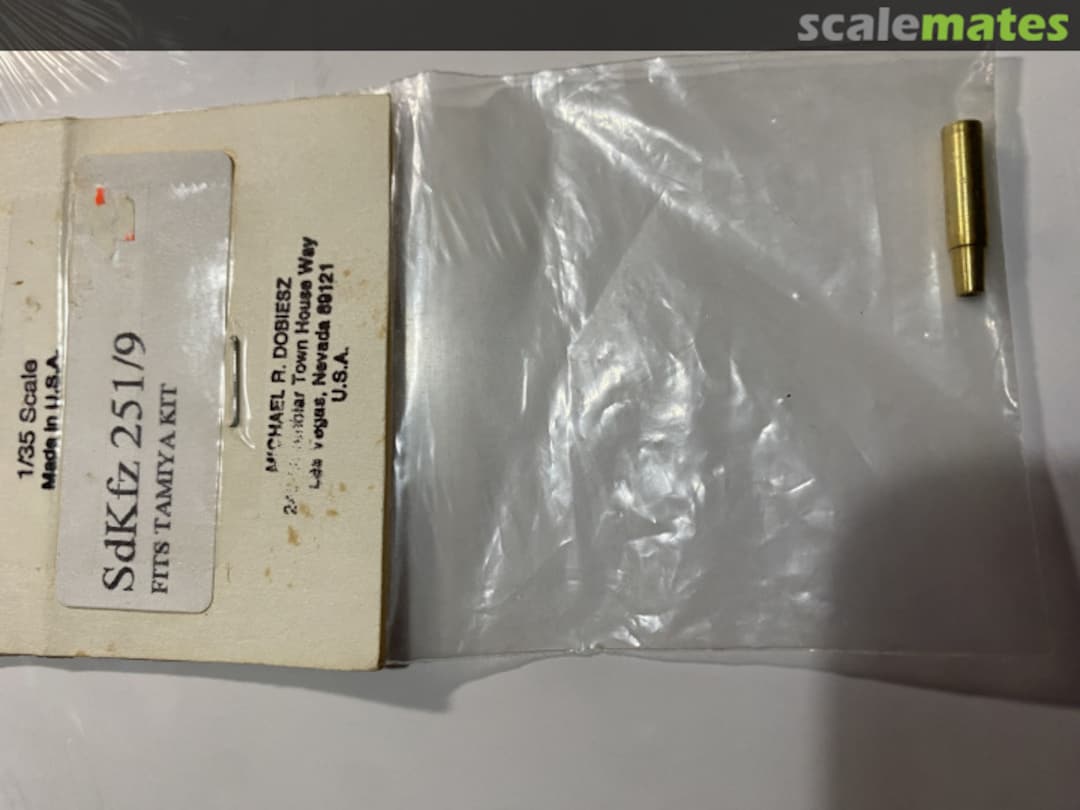 scalemates
1/35 Scale
Made in U.S.A.
SdKfz 251/9
FITS TAMIYA KIT
MICHAEL R. DOBIESZ
Town House Way
Las Vegas, Nevada 89121
U.S.A.